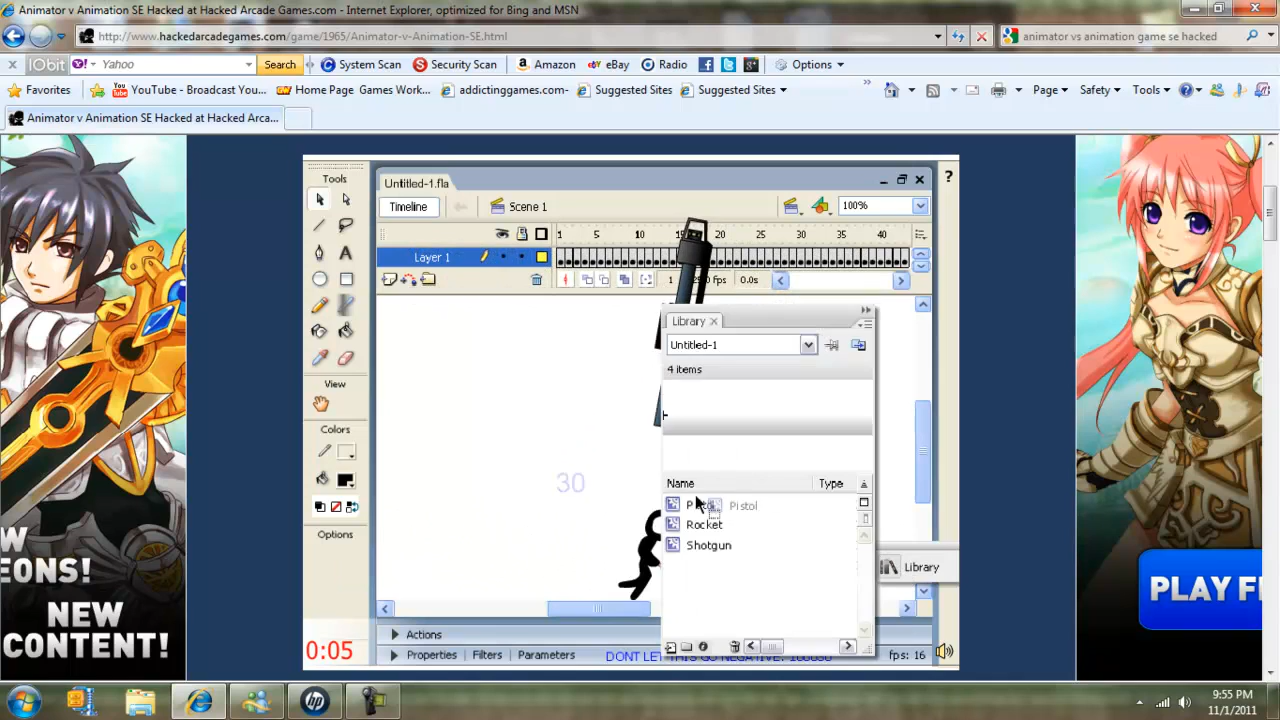 Animator v Animation SE Hacked at Hacked Arcade Games.com - Internet Explorer, optimized for Bing and MSN
http://www.hackedarcadegames.com/game/1965/Animator-v-Animation-SE.html
animator vs animation game se hacked
IObit Yahoo Search System Scan Security Scan Amazon eBay Radio Options
Favorites YouTube - Broadcast You... Home Page Games Work... addictinggames.com- Suggested Sites Suggested Sites Page Safety Tools
Animator v Animation SE Hacked at Hacked Arca...
Tools
Untitled-1.fla
Timeline Scene 1 100%
1 5 10 20 25 30 35 40
Layer 1
1 fps 0.0s
Library
Untitled-1
4 items
View
Colors
30
Name Type
Pistol
Rocket
Shotgun
Library
Options
Actions
Properties Filters Parameters fps: 16
0:05
ONS!
NEW
CONTENT!
PLAY F
9:55 PM
11/1/2011